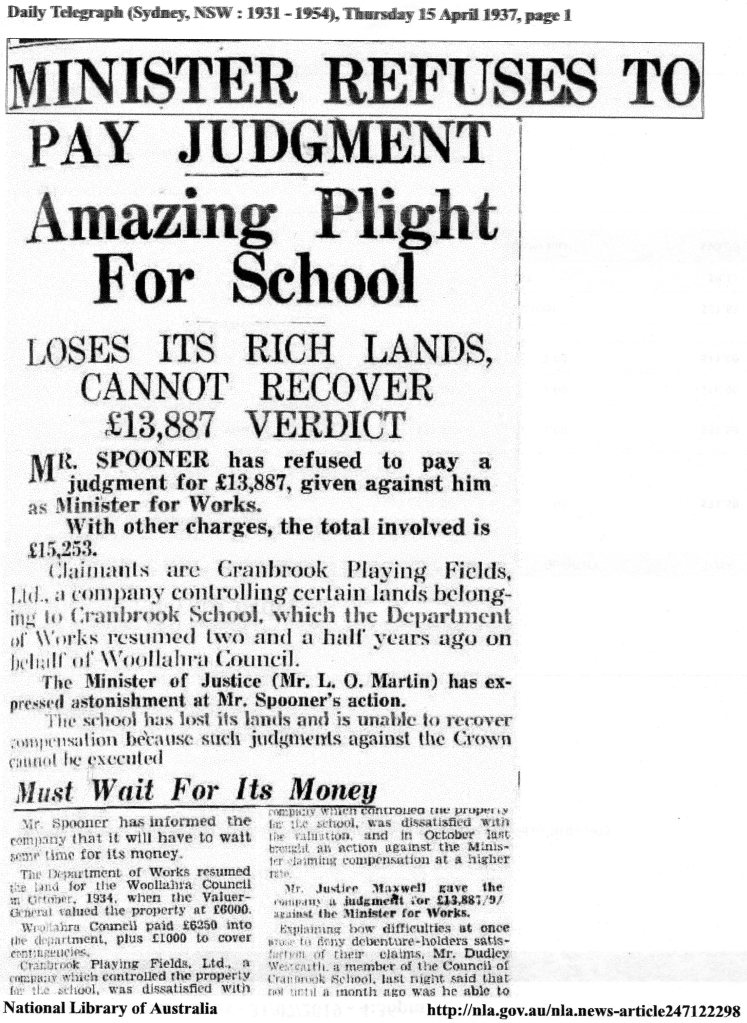 Daily Telegraph (Sydney, NSW : 1931 - 1954), Thursday 15 April 1937, page 1
MINISTER REFUSES TO
PAY JUDGMENT
Amazing Plight
For School
LOSES ITS RICH LANDS,
CANNOT RECOVER
£13,887 VERDICT
MR. SPOONER has refused to pay a
judgment for £13,887, given against him
as Minister for Works.
With other charges, the total involved is
£15,253.
Claimants are Cranbrook Playing Fields,
Ltd., a company controlling certain lands belong-
ing to Cranbrook School, which the Department
of Works resumed two and a half years ago on
behalf of Woollahra Council.
The Minister of Justice (Mr. L. O. Martin) has ex-
pressed astonishment at Mr. Spooner's action.
The school has lost its lands and is unable to recover
compensation because such judgments against the Crown
cannot be executed
Must Wait For Its Money
Mr. Spooner has informed the
company that it will have to wait
some time for its money.
The Department of Works resumed
the land for the Woollahra Council
in October, 1934, when the Valuer-
General valued the property at £6000.
Woollahra Council paid £6250 into
the department, plus £1000 to cover
contingencies.
Cranbrook Playing Fields, Ltd., a
company which controlled the property
for the school, was dissatisfied with
company which controlled the property
for the school, was dissatisfied with
the valuation, and in October last
brought an action against the Minis-
ter claiming compensation at a higher
rate.
Mr. Justice Maxwell gave the
company a judgment for £13,887/9/
against the Minister for Works.
Explaining how difficulties at once
arose to deny debenture-holders satis-
faction of their claims, Mr. Dudley
Westgarth, a member of the Council of
Cranbrook School, last night said that
not until a month ago was he able to
National Library of Australia
http://nla.gov.au/nla.news-article247122298